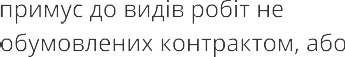 примус до видів робіт не
обумовлених контрактом, або